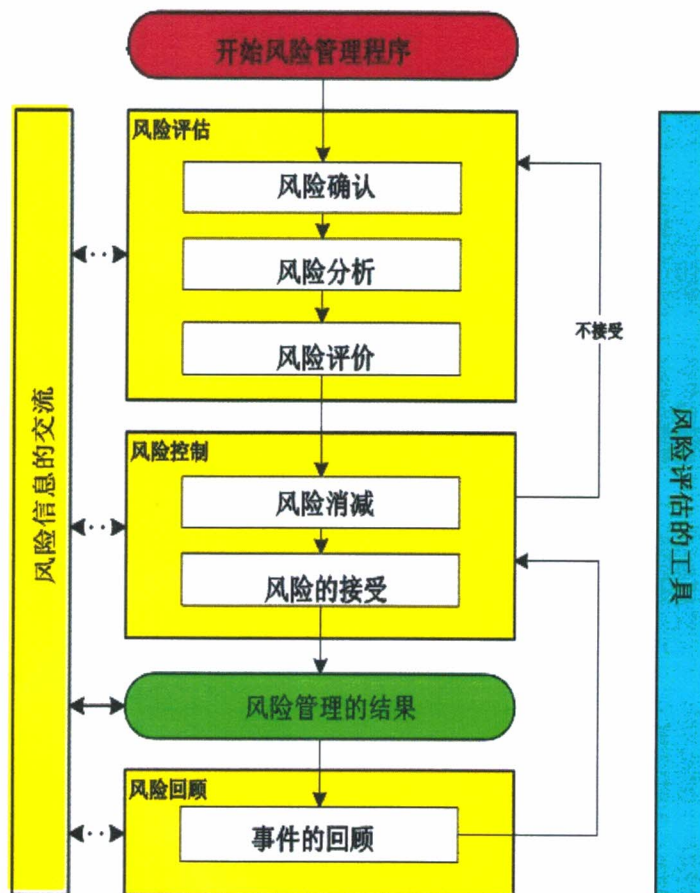 开始风险管理程序
风险评估
风险确认
风险分析
风险评价
不接受
风险控制
风险消减
风险的接受
风险管理的结果
风险回顾
事件的回顾
风险信息的交流
风险评估的工具